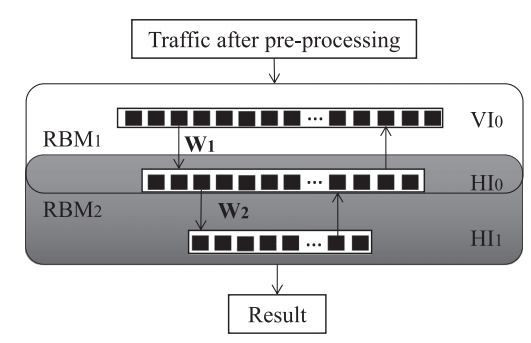 Traffic after pre-processing
VI0
RBM1
W1
...
HI0
RBM2
W2
...
HI1
...
Result